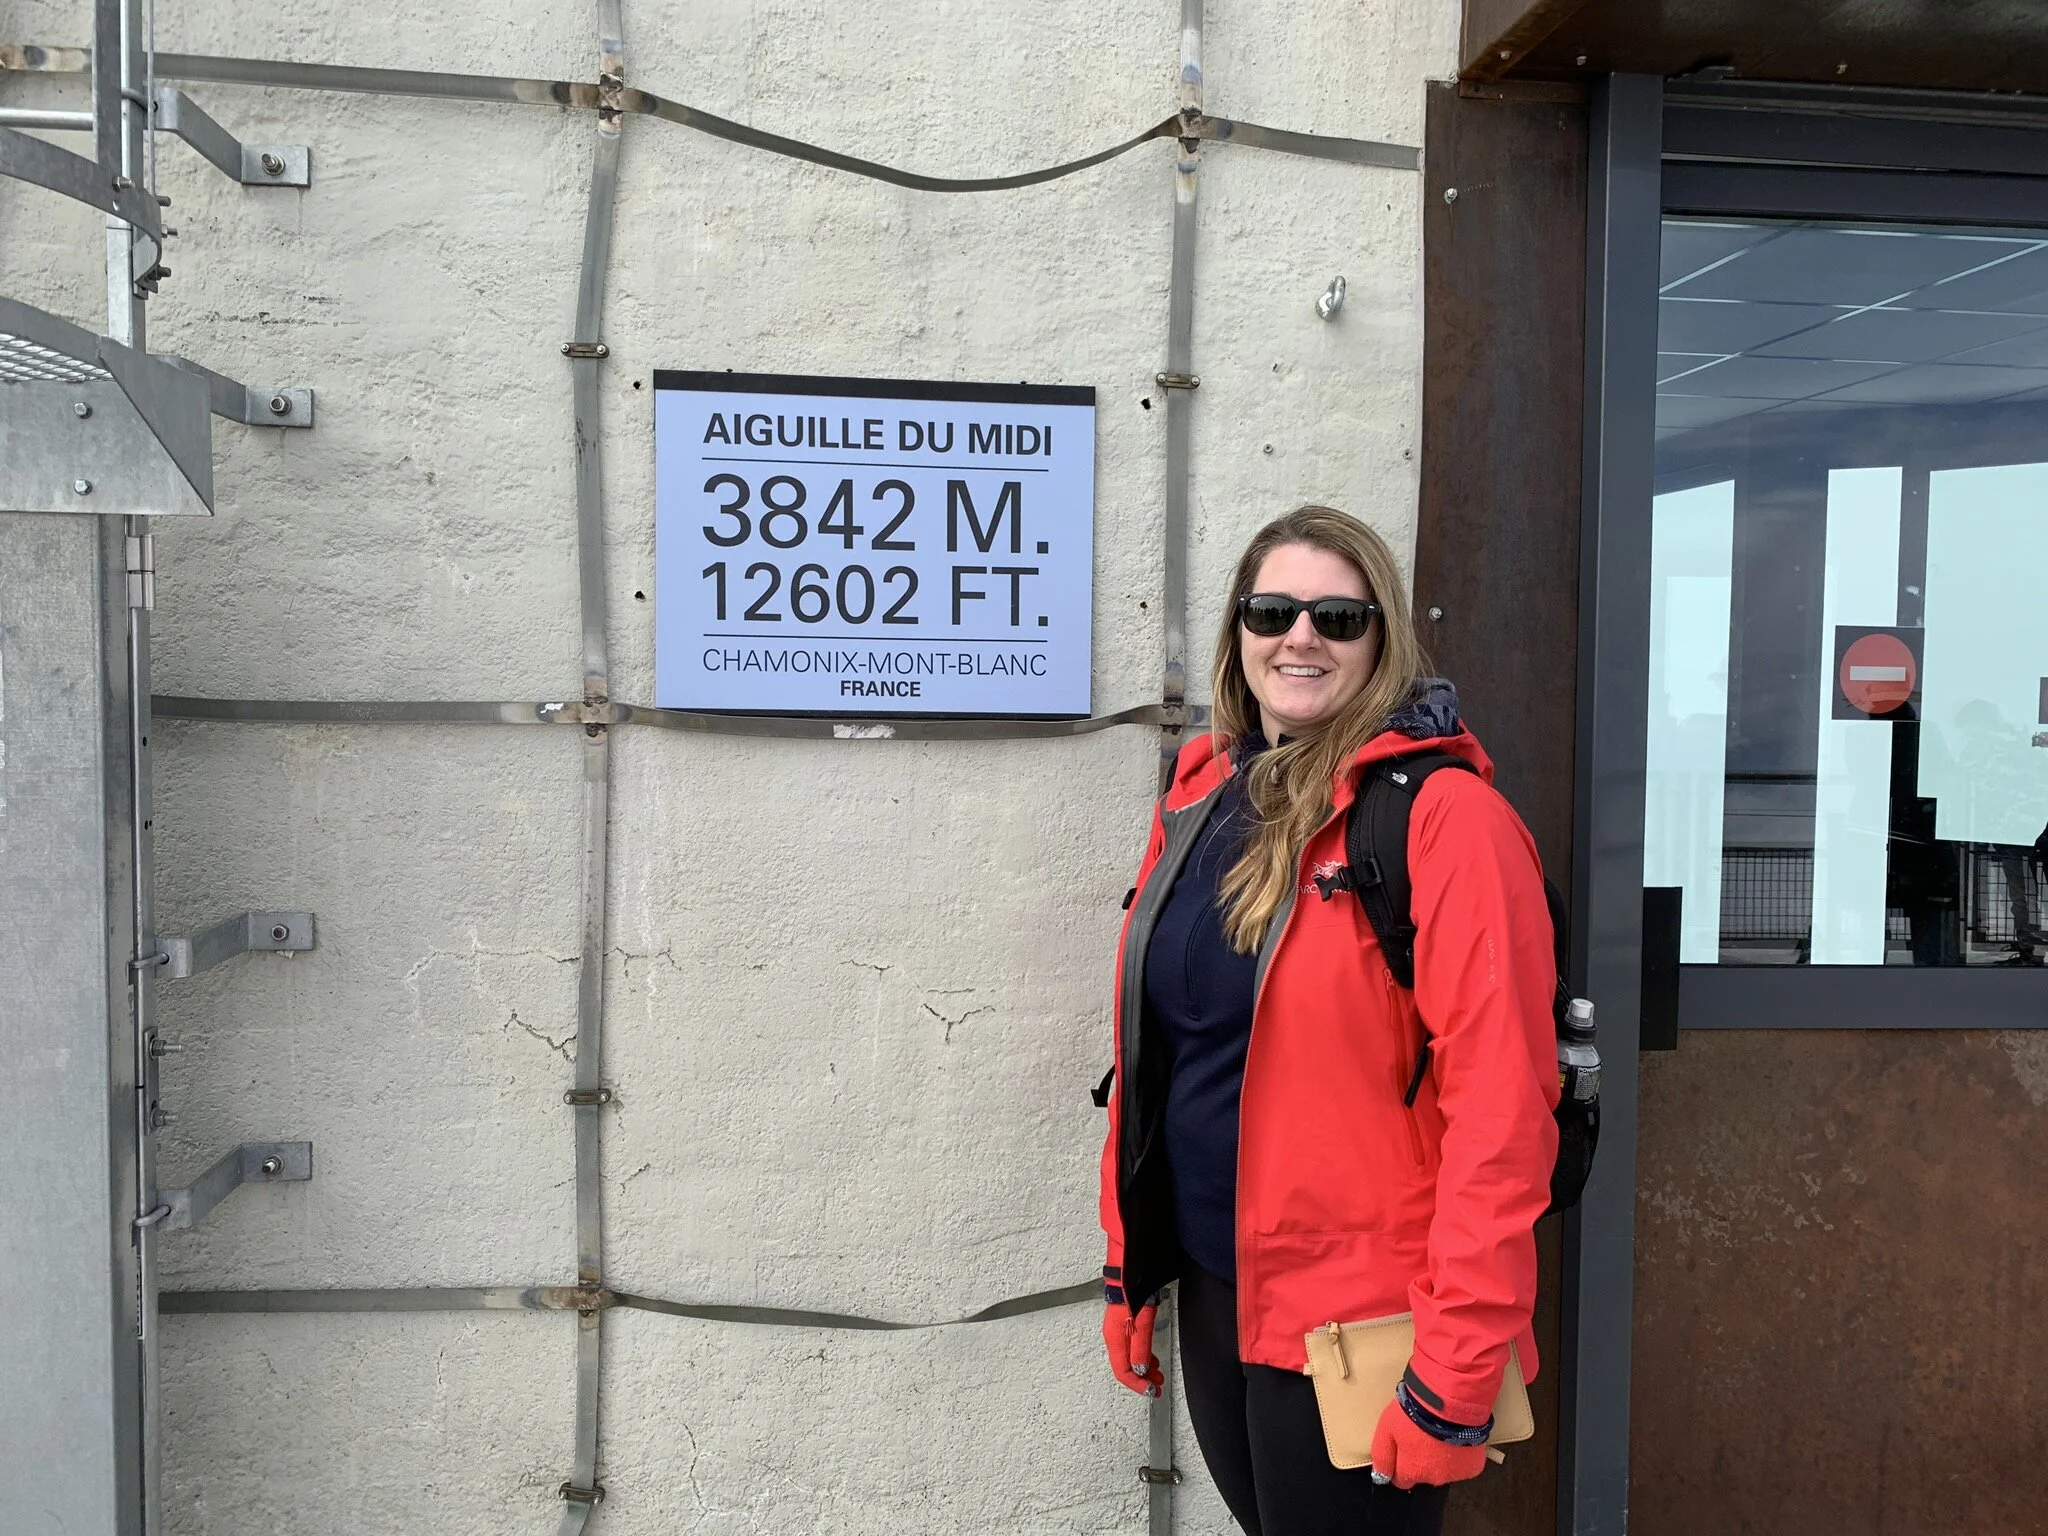 AIGUILLE DU MIDI
3842 M.
12602 FT.
CHAMONIX-MONT-BLANC
FRANCE